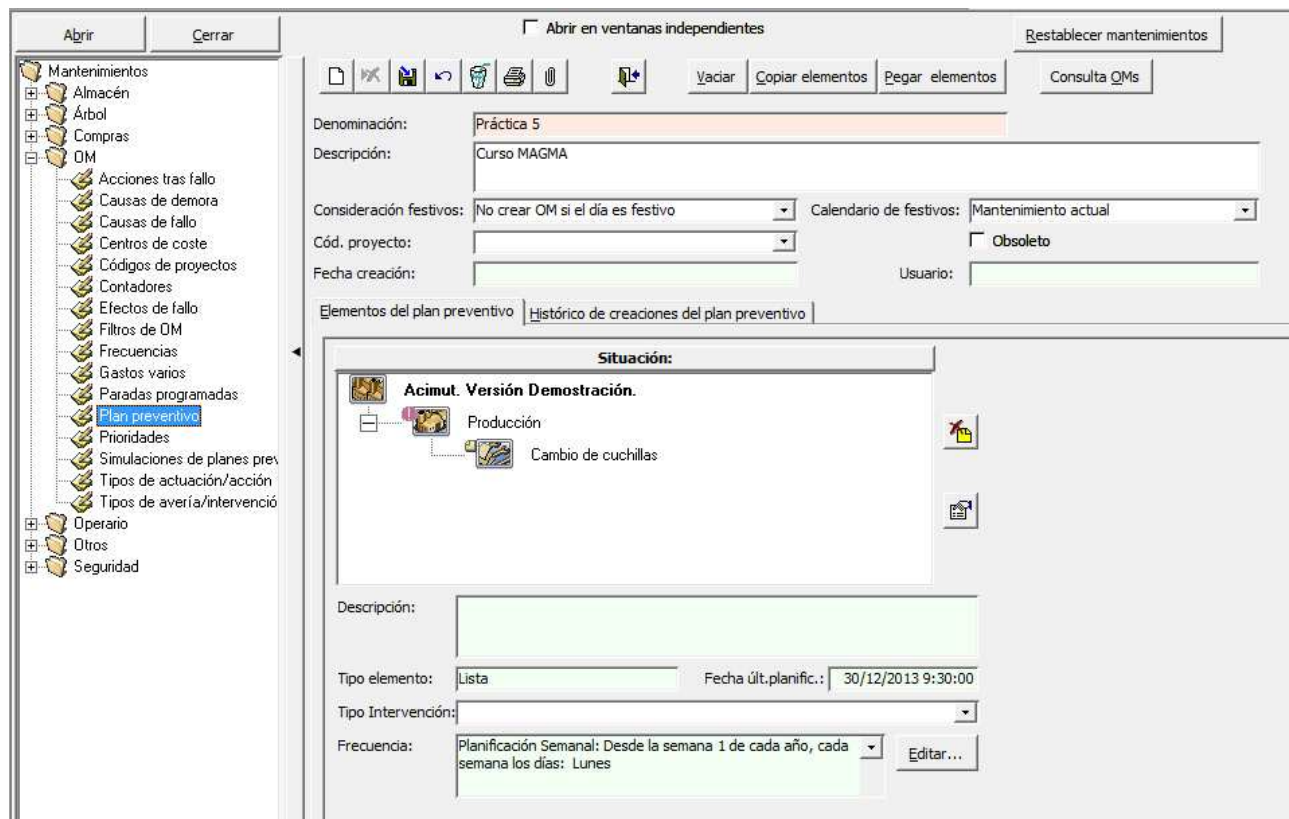 Abrir
Cerrar
Abrir en ventanas independientes
Restablecer mantenimientos
Mantenimientos
Almacén
Árbol
Compras
OM
Acciones tras fallo
Causas de demora
Causas de fallo
Centros de coste
Códigos de proyectos
Contadores
Efectos de fallo
Filtros de OM
Frecuencias
Gastos varios
Paradas programadas
Plan preventivo
Prioridades
Simulaciones de planes prev
Tipos de actuación/acción
Tipos de avería/intervenció
Operario
Otros
Seguridad
Vaciar
Copiar elementos
Pegar elementos
Consulta OMs
Denominación: Práctica 5
Descripción: Curso MAGMA
Consideración festivos: No crear OM si el día es festivo
Calendario de festivos: Mantenimiento actual
Cód. proyecto:
Obsoleto
Fecha creación:
Usuario:
Elementos del plan preventivo
Histórico de creaciones del plan preventivo
Situación:
Acimut. Versión Demostración.
Producción
Cambio de cuchillas
Descripción:
Tipo elemento: Lista
Fecha últ.planific.: 30/12/2013 9:30:00
Tipo Intervención:
Frecuencia: Planificación Semanal: Desde la semana 1 de cada año, cada
semana los días: Lunes
Editar...